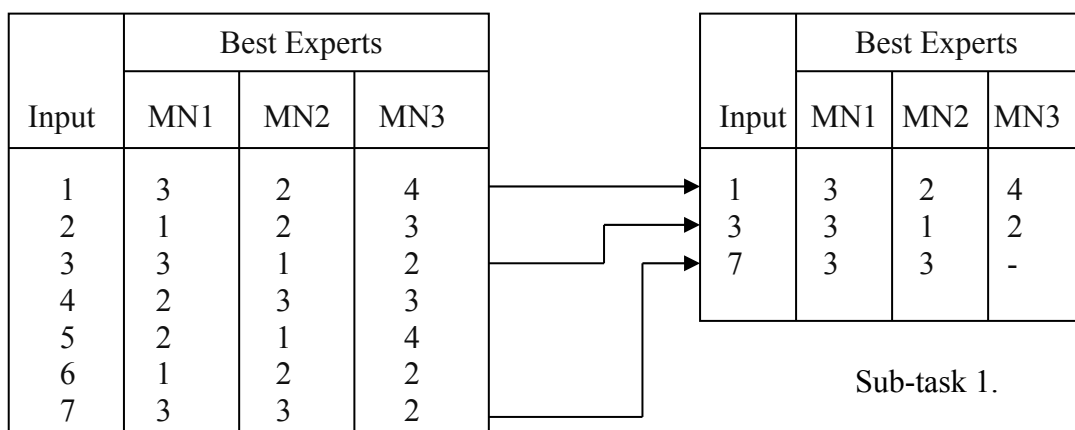 Best Experts
Input MN1 MN2 MN3
1 3 2 4
2 1 2 3
3 3 1 2
4 2 3 3
5 2 1 4
6 1 2 2
7 3 3 2
Best Experts
Input MN1 MN2 MN3
1 3 2 4
3 3 1 2
7 3 3 -
Sub-task 1.